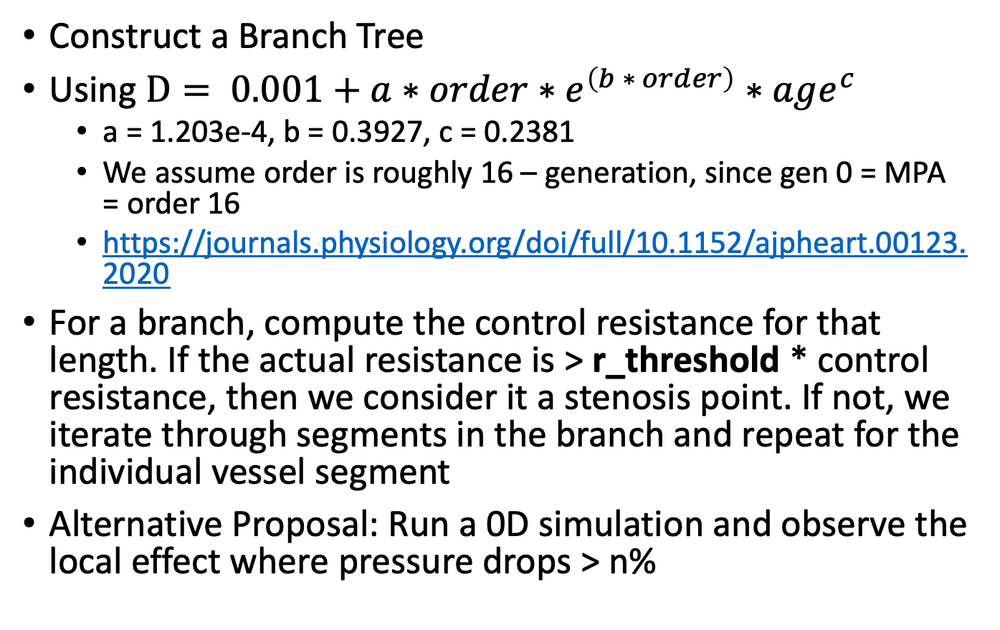 • Construct a Branch Tree
• Using D = 0.001 + a * order * e^(b * order) * age^c
• a = 1.203e-4, b = 0.3927, c = 0.2381
• We assume order is roughly 16 – generation, since gen 0 = MPA
= order 16
• https://journals.physiology.org/doi/full/10.1152/ajpheart.00123.
2020
• For a branch, compute the control resistance for that
length. If the actual resistance is > r_threshold * control
resistance, then we consider it a stenosis point. If not, we
iterate through segments in the branch and repeat for the
individual vessel segment
• Alternative Proposal: Run a 0D simulation and observe the
local effect where pressure drops > n%